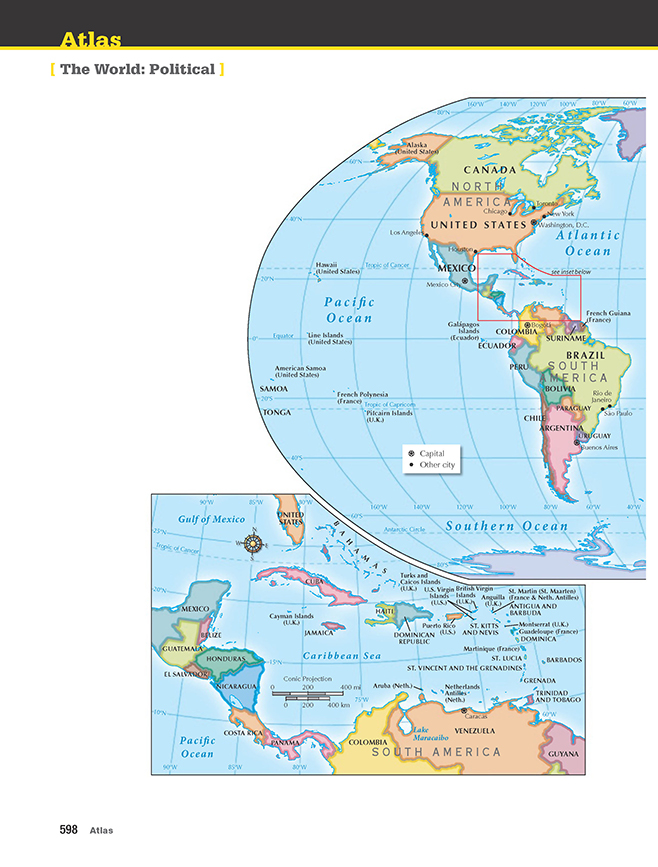 Atlas
[ The World: Political ]
160°W 140°W 120°W 100°W 80°W 60°W
80°N
Alaska
(United States)
60°N
CANADA
NORTH
AMERICA
Toronto
Chicago
New York
40°N
UNITED STATES
Washington, D.C.
Los Angeles
Atlantic
Ocean
Houston
Hawaii
(United States)
Tropic of Cancer
MEXICO
see inset below
20°N
Mexico City
Pacific
Ocean
French Guiana
(France)
Galápagos
Islands
(Ecuador)
Bogotá
COLOMBIA
SURINAME
0°
Equator
Line Islands
(United States)
ECUADOR
BRAZIL
PERU
SOUTH
AMERICA
American Samoa
(United States)
SAMOA
BOLIVIA
French Polynesia
(France)
Rio de
Janeiro
20°S
Tropic of Capricorn
PARAGUAY
São Paulo
TONGA
Pitcairn Islands
(U.K.)
CHILE
ARGENTINA
URUGUAY
Buenos Aires
Capital
Other city
40°S
160°W 140°W 120°W 100°W 80°W 60°W 40°W
60°S
Southern Ocean
Antarctic Circle
80°S
90°W 85°W 80°W
Gulf of Mexico
UNITED
STATES
25°N
N
W
BAHAMAS
Tropic of Cancer
20°N
CUBA
Turks and
Caicos Islands
(U.K.)
U.S. Virgin
Islands
(U.S.)
British Virgin
Islands
(U.K.)
Anguilla
(U.K.)
St. Martin (St. Maarten)
(France & Neth. Antilles)
ANTIGUA AND
BARBUDA
MEXICO
Cayman Islands
(U.K.)
HAITI
BELIZE
JAMAICA
DOMINICAN
REPUBLIC
Puerto Rico
(U.S.)
ST. KITTS
AND NEVIS
Montserrat (U.K.)
Guadeloupe (France)
DOMINICA
GUATEMALA
Martinique (France)
HONDURAS
15°N
Caribbean Sea
ST. LUCIA
BARBADOS
ST. VINCENT AND THE GRENADINES
EL SALVADOR
Conic Projection
0 200 400 mi
0 200 400 km
NICARAGUA
GRENADA
Aruba (Neth.)
Netherlands
Antilles
(Neth.)
TRINIDAD
AND TOBAGO
75°W
Caracas
60°W
COSTA RICA
PANAMA
Lake
Maracaibo
VENEZUELA
COLOMBIA
Pacific
Ocean
SOUTH AMERICA
GUYANA
90°W 85°W 80°W
598 Atlas